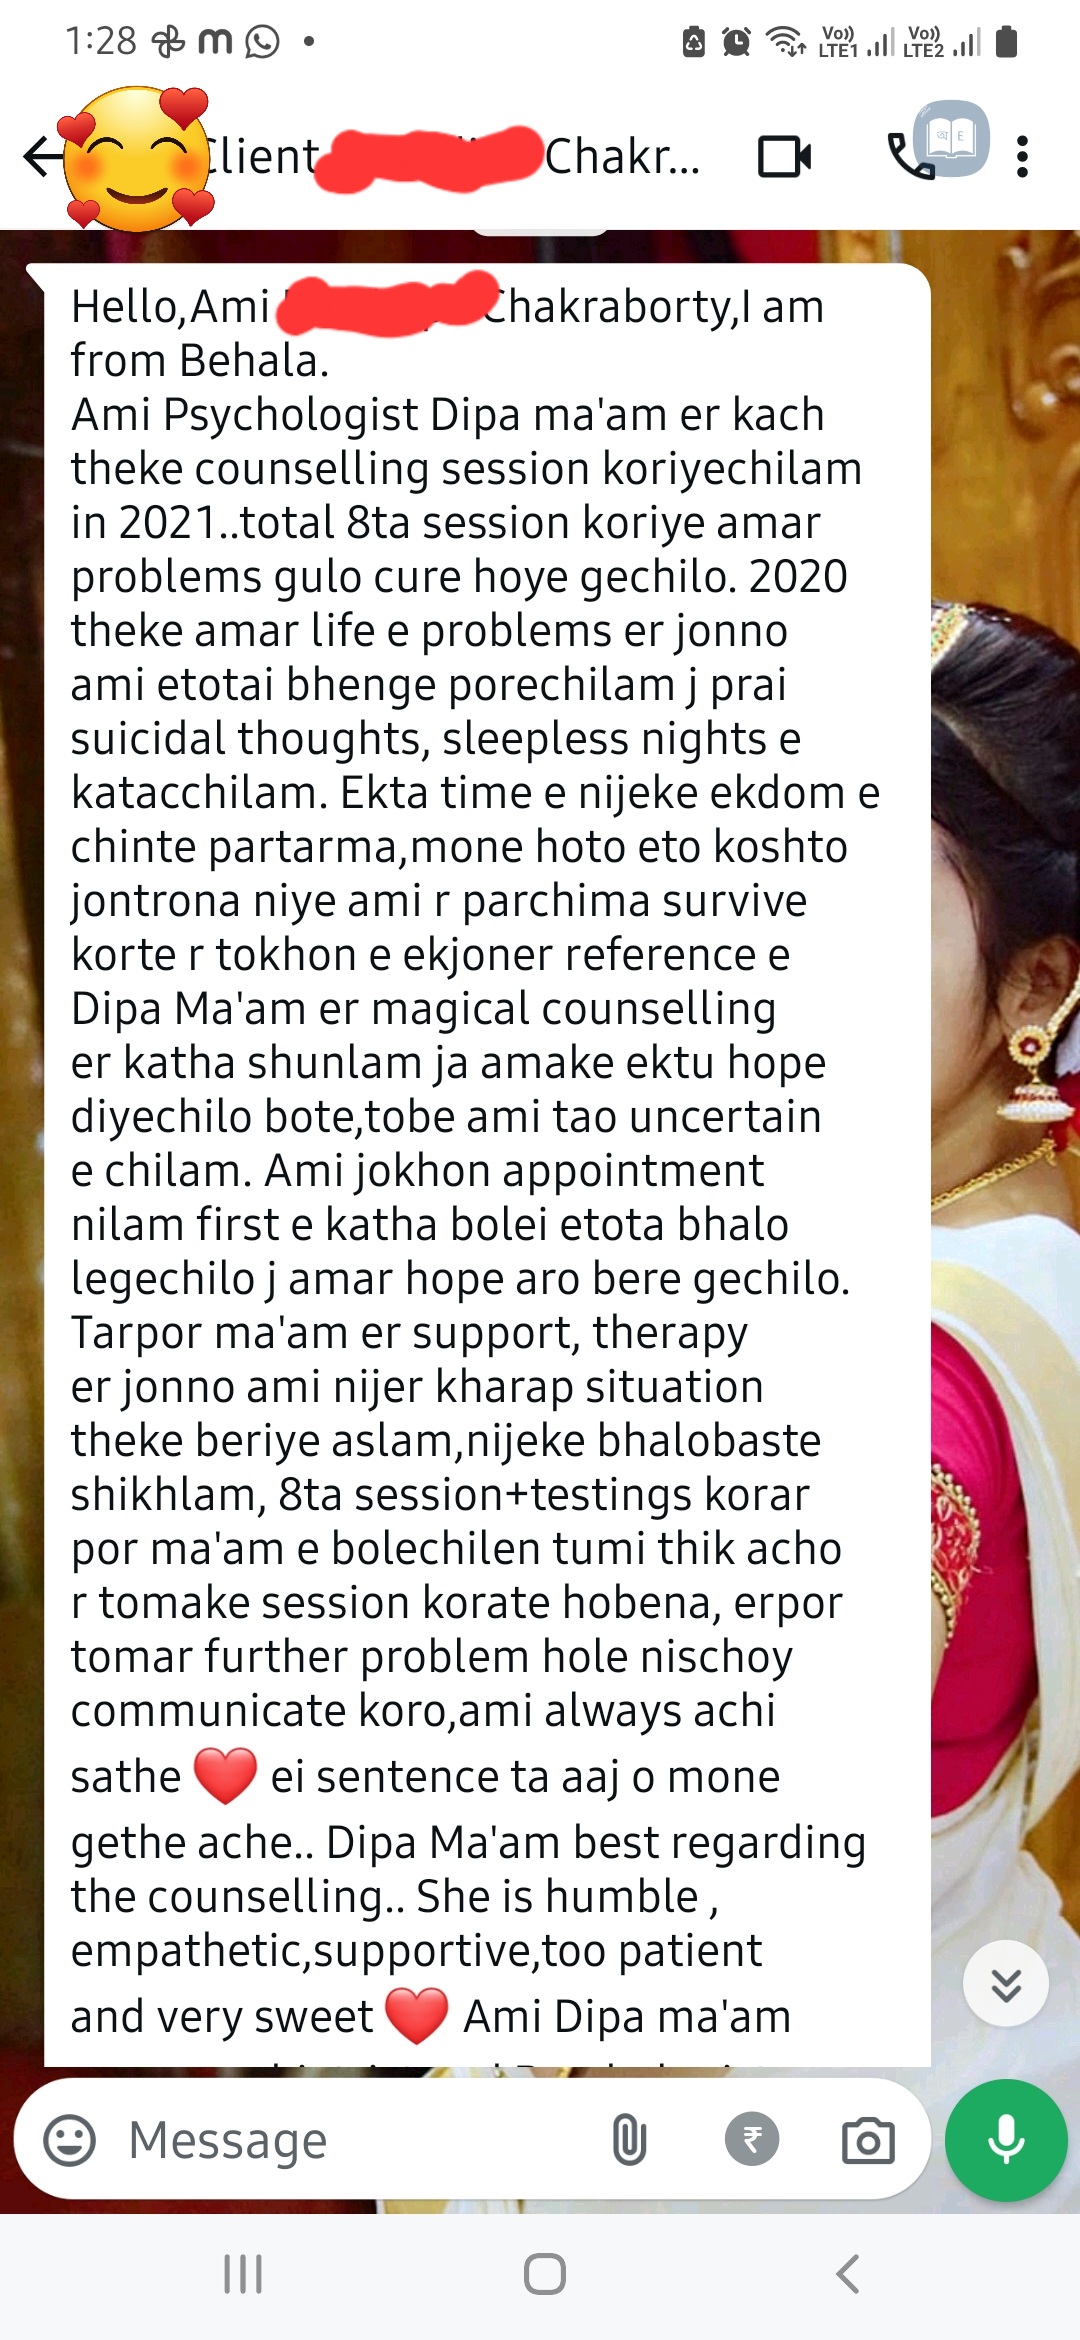 1:28
Vo)) LTE1 Vo)) LTE2
Client Chakr...
অ E
Hello,Ami Chakraborty,I am
from Behala.
Ami Psychologist Dipa ma'am er kach
theke counselling session koriyechilam
in 2021..total 8ta session koriye amar
problems gulo cure hoye gechilo. 2020
theke amar life e problems er jonno
ami etotai bhenge porechilam j prai
suicidal thoughts, sleepless nights e
katacchilam. Ekta time e nijeke ekdom e
chinte partarma,mone hoto eto koshto
jontrona niye ami r parchima survive
korte r tokhon e ekjoner reference e
Dipa Ma'am er magical counselling
er katha shunlam ja amake ektu hope
diyechilo bote,tobe ami tao uncertain
e chilam. Ami jokhon appointment
nilam first e katha bolei etota bhalo
legechilo j amar hope aro bere gechilo.
Tarpor ma'am er support, therapy
er jonno ami nijer kharap situation
theke beriye aslam,nijeke bhalobaste
shikhlam, 8ta session+testings korar
por ma'am e bolechilen tumi thik acho
r tomake session korate hobena, erpor
tomar further problem hole nischoy
communicate koro,ami always achi
sathe ❤️ ei sentence ta aaj o mone
gethe ache.. Dipa Ma'am best regarding
the counselling.. She is humble ,
empathetic,supportive,too patient
and very sweet ❤️ Ami Dipa ma'am
Message
₹